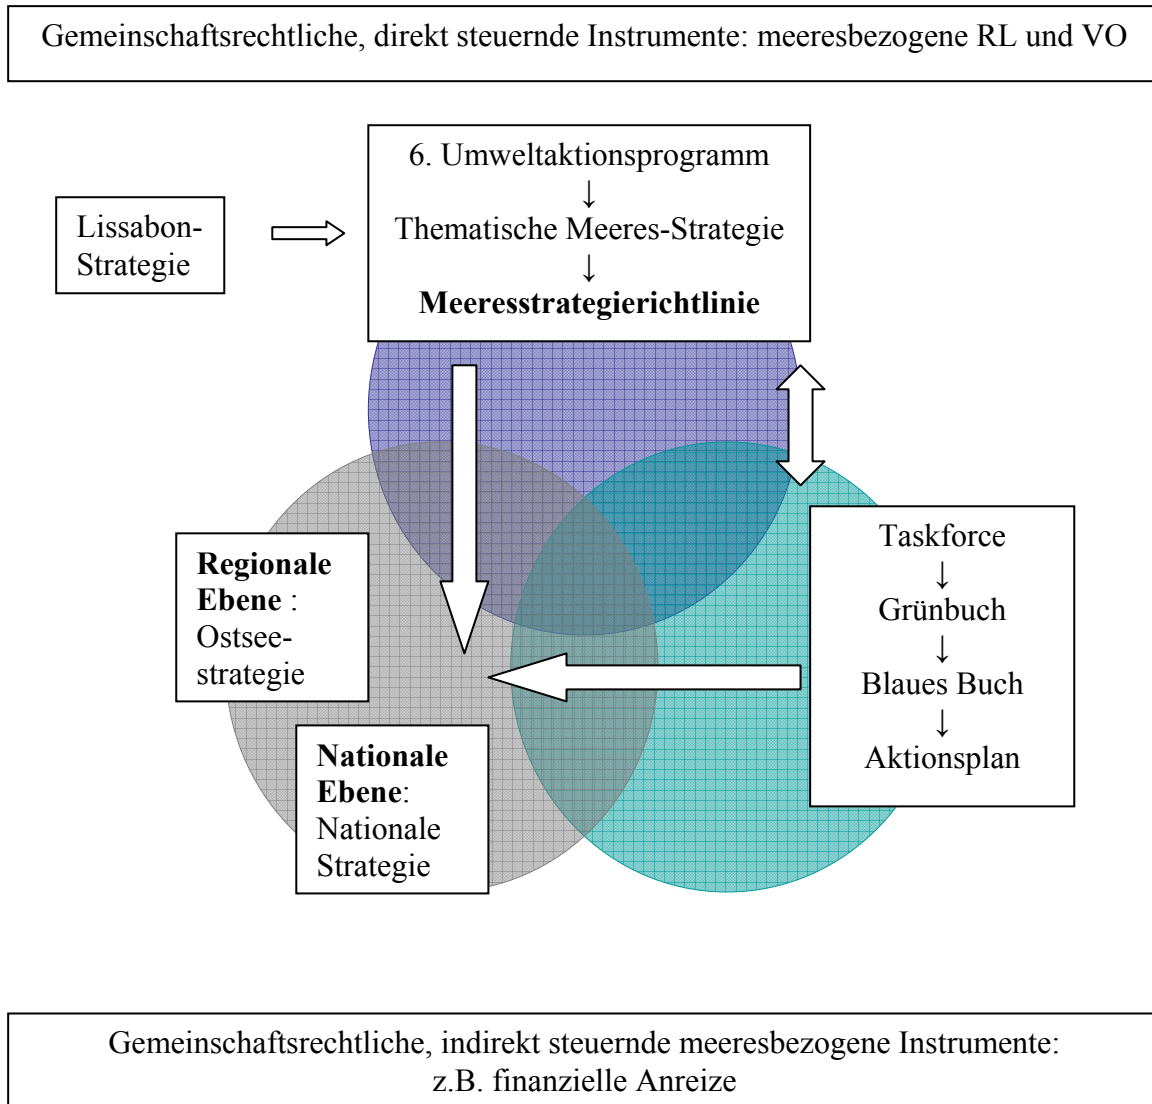 Gemeinschaftsrechtliche, direkt steuernde Instrumente: meeresbezogene RL und VO
6. Umweltaktionsprogramm
↓
Thematische Meeres-Strategie
↓
Meeresstrategierichtlinie
Lissabon-
Strategie
Taskforce
↓
Grünbuch
↓
Blaues Buch
↓
Aktionsplan
Regionale
Ebene :
Ostsee-
strategie
Nationale
Ebene:
Nationale
Strategie
Gemeinschaftsrechtliche, indirekt steuernde meeresbezogene Instrumente:
z.B. finanzielle Anreize